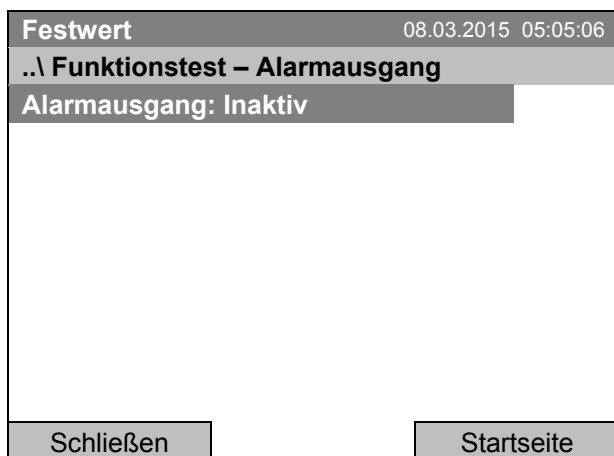 Festwert 08.03.2015 05:05:06
..\ Funktionstest – Alarmausgang
Alarmausgang: Inaktiv
Schließen Startseite